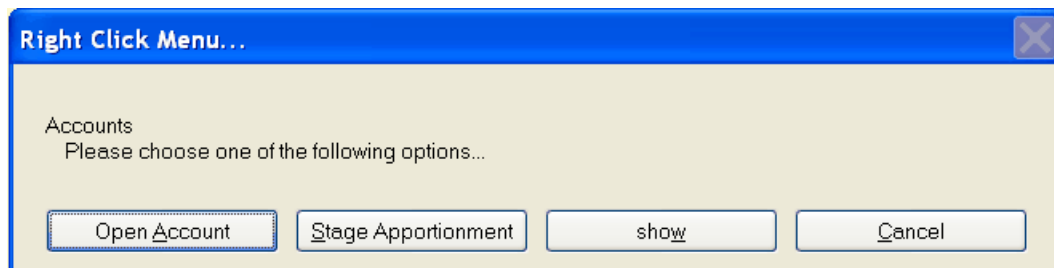 Right Click Menu...
Accounts
Please choose one of the following options...
Open Account Stage Apportionment show Cancel